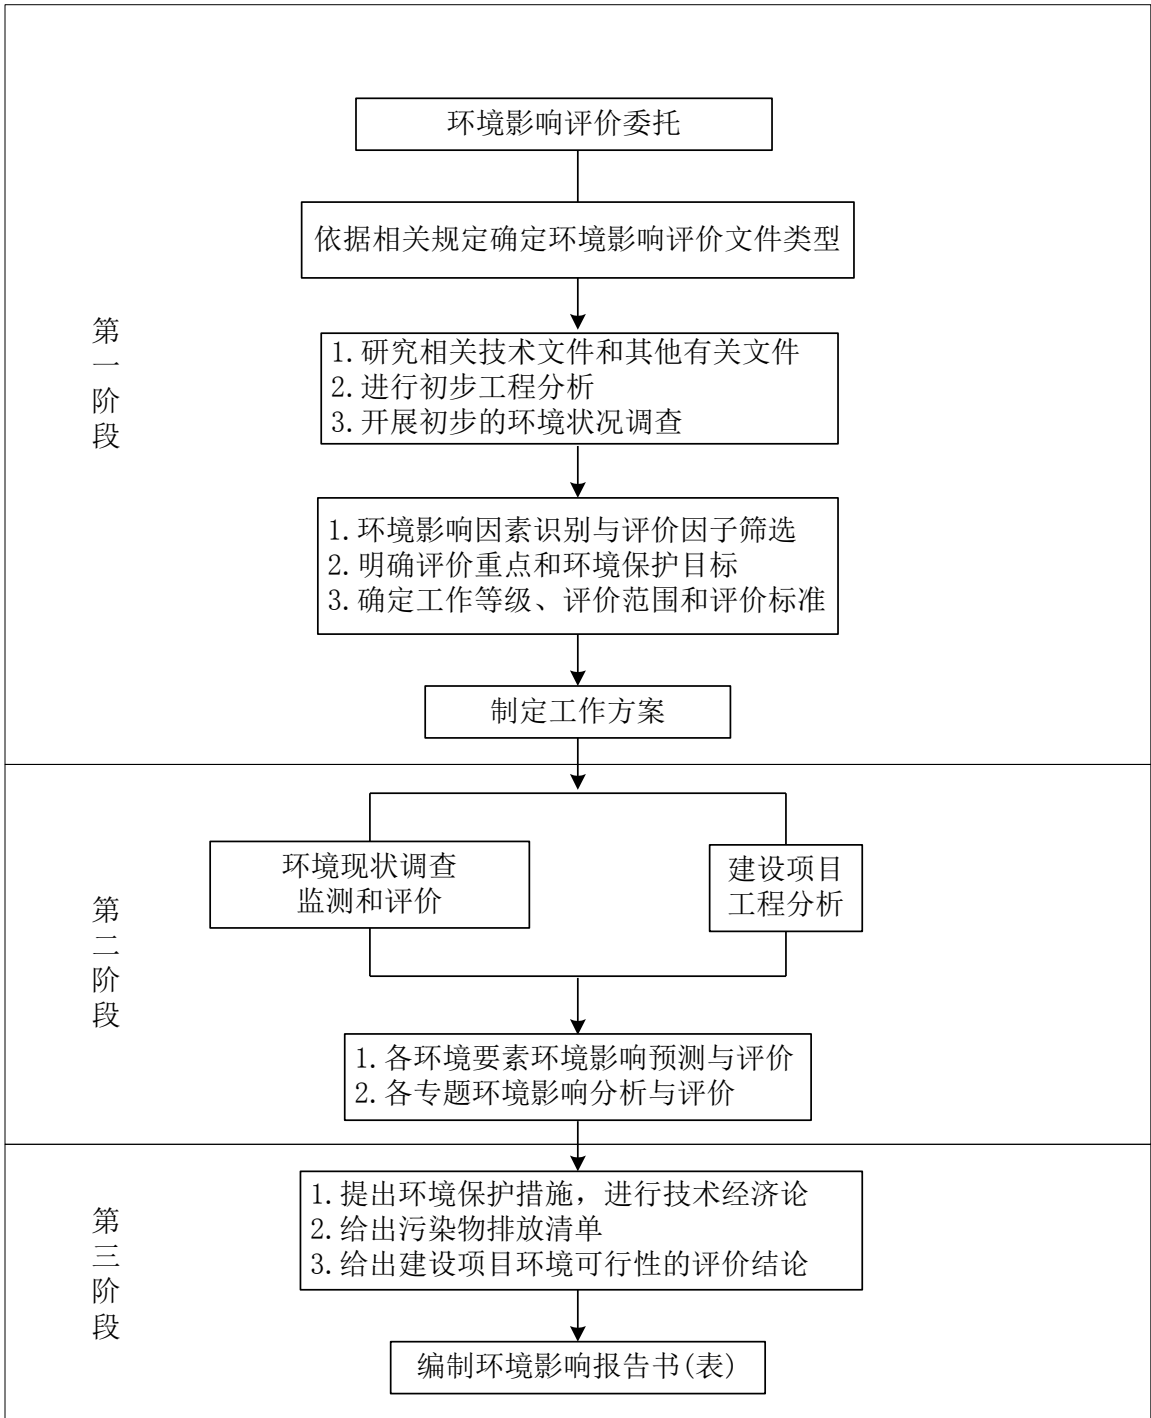 环境影响评价委托
依据相关规定确定环境影响评价文件类型
第一阶段
1.研究相关技术文件和其他有关文件
2.进行初步工程分析
3.开展初步的环境状况调查
1.环境影响因素识别与评价因子筛选
2.明确评价重点和环境保护目标
3.确定工作等级、评价范围和评价标准
制定工作方案
第二阶段
环境现状调查
监测和评价
建设项目
工程分析
1.各环境要素环境影响预测与评价
2.各专题环境影响分析与评价
第三阶段
1.提出环境保护措施，进行技术经济论
2.给出污染物排放清单
3.给出建设项目环境可行性的评价结论
编制环境影响报告书(表)